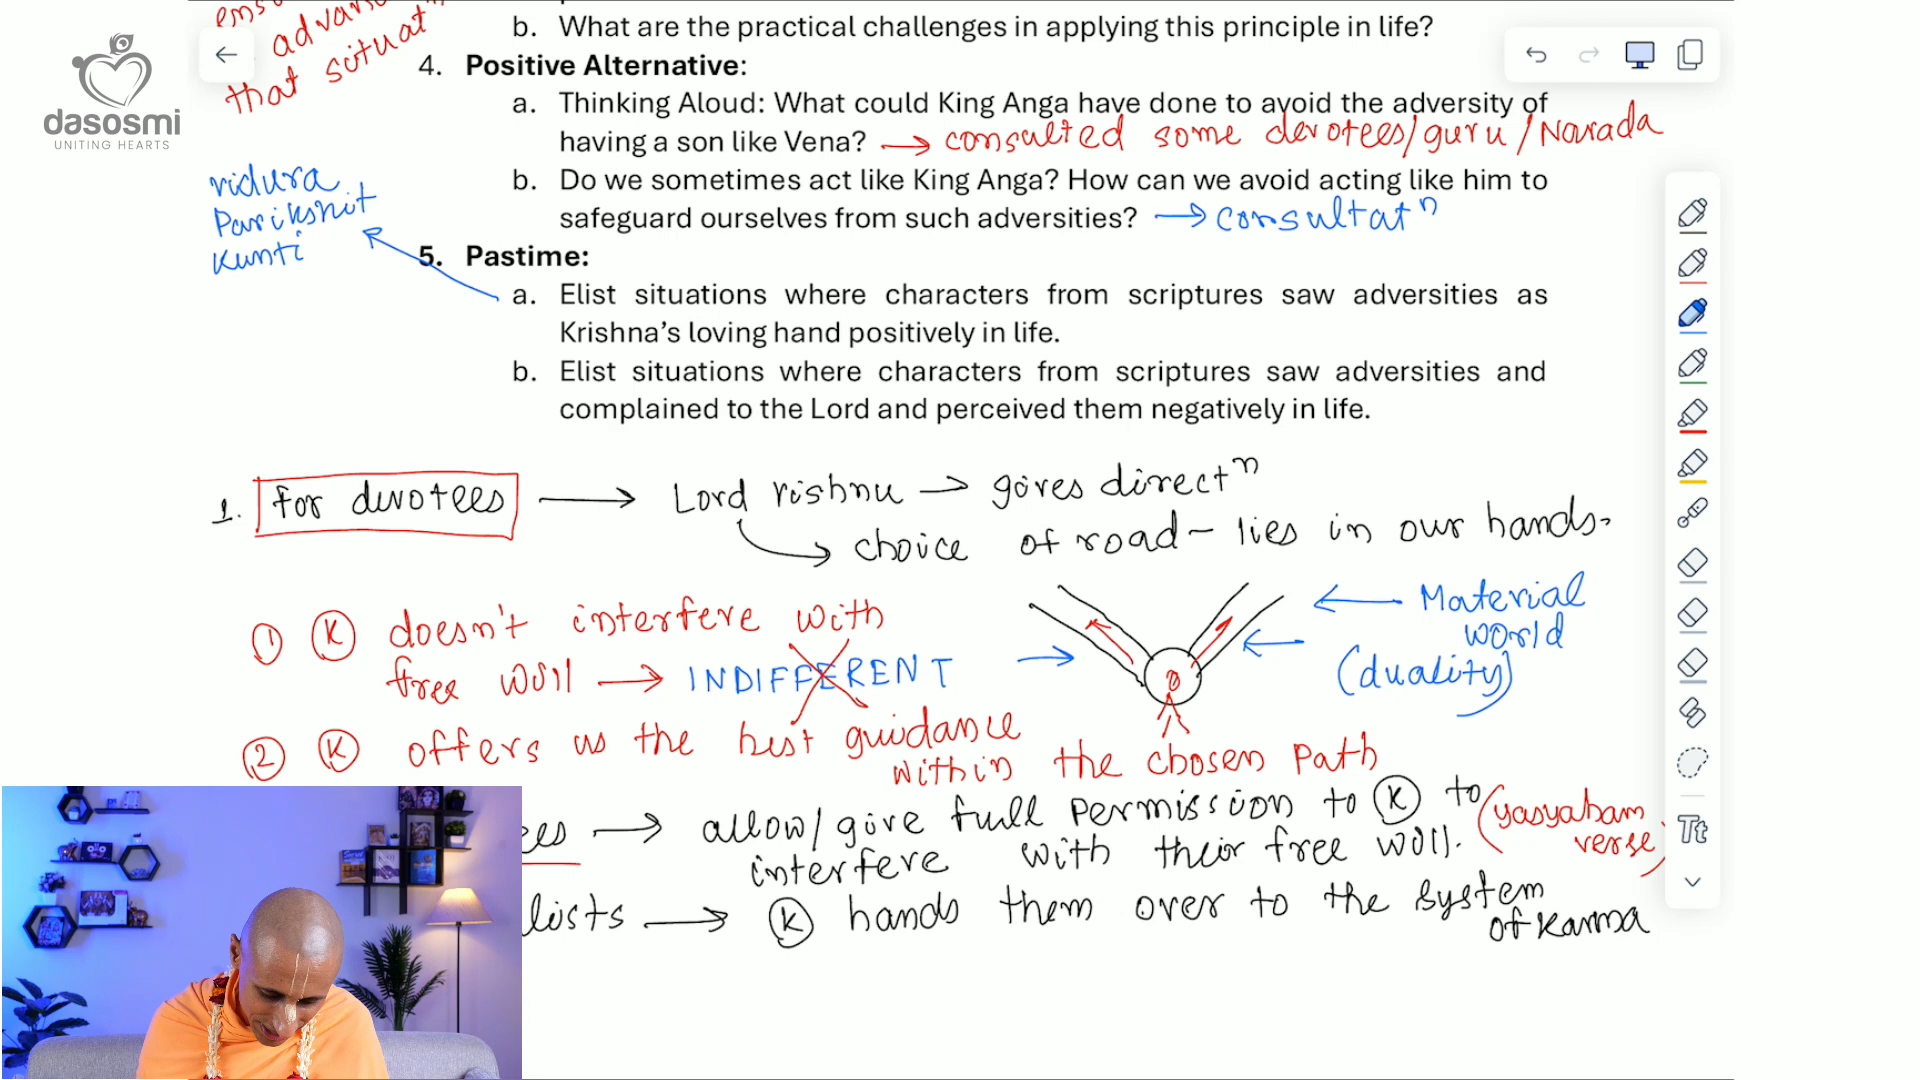 ens
advan
that situatⁿ
dasosmi
UNITING HEARTS
b. What are the practical challenges in applying this principle in life?
4. Positive Alternative:
a. Thinking Aloud: What could King Anga have done to avoid the adversity of
having a son like Vena? → consulted some devotees/guru/Narada
b. Do we sometimes act like King Anga? How can we avoid acting like him to
safeguard ourselves from such adversities? → consultatⁿ
vidura
Parikshit
Kunti
5. Pastime:
a. Elist situations where characters from scriptures saw adversities as
Krishna's loving hand positively in life.
b. Elist situations where characters from scriptures saw adversities and
complained to the Lord and perceived them negatively in life.
1. for devotees → Lord vishnu → gives directⁿ
→ choice of road - lies in our hands.
① K doesn't interfere with
free will → INDIFFERENT
← Material
world
(duality)
② K offers us the best guidance
within the chosen path
ees → allow/give full permission to K to
interfere with their free will.
(yasyaham
verse)
lists → K hands them over to the system
of karma
Tt